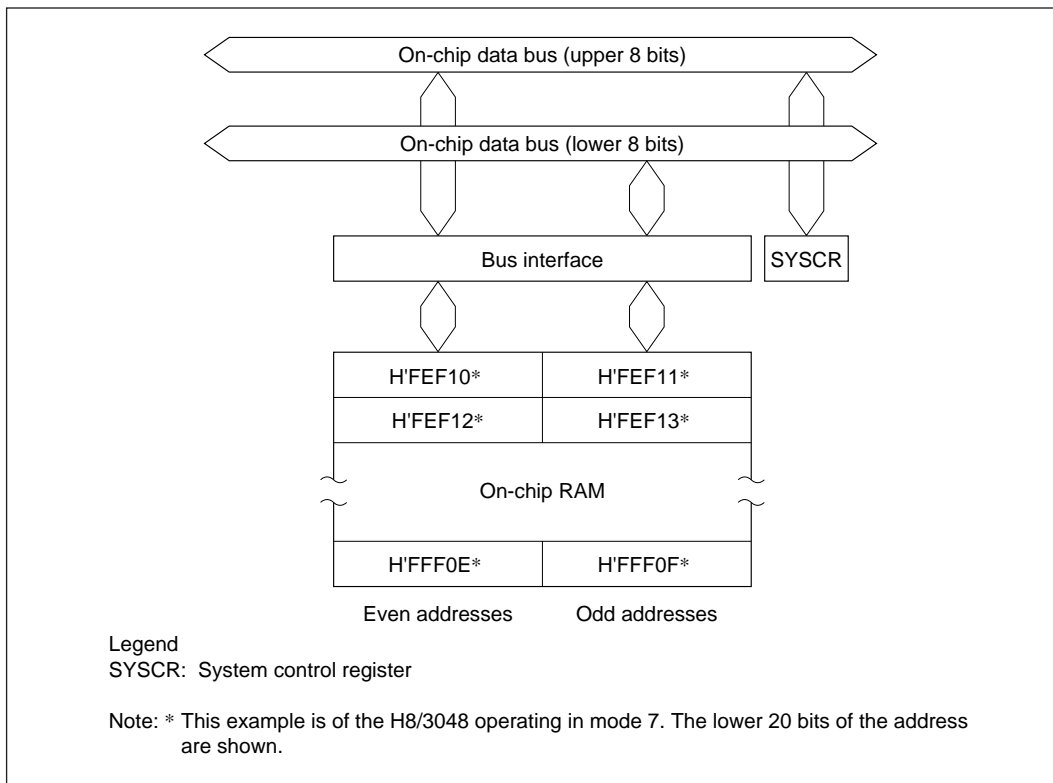 On-chip data bus (upper 8 bits)
On-chip data bus (lower 8 bits)
Bus interface
SYSCR
H'FEF10*
H'FEF11*
H'FEF12*
H'FEF13*
On-chip RAM
H'FFF0E*
H'FFF0F*
Even addresses
Odd addresses
Legend
SYSCR: System control register
Note: * This example is of the H8/3048 operating in mode 7. The lower 20 bits of the address
are shown.